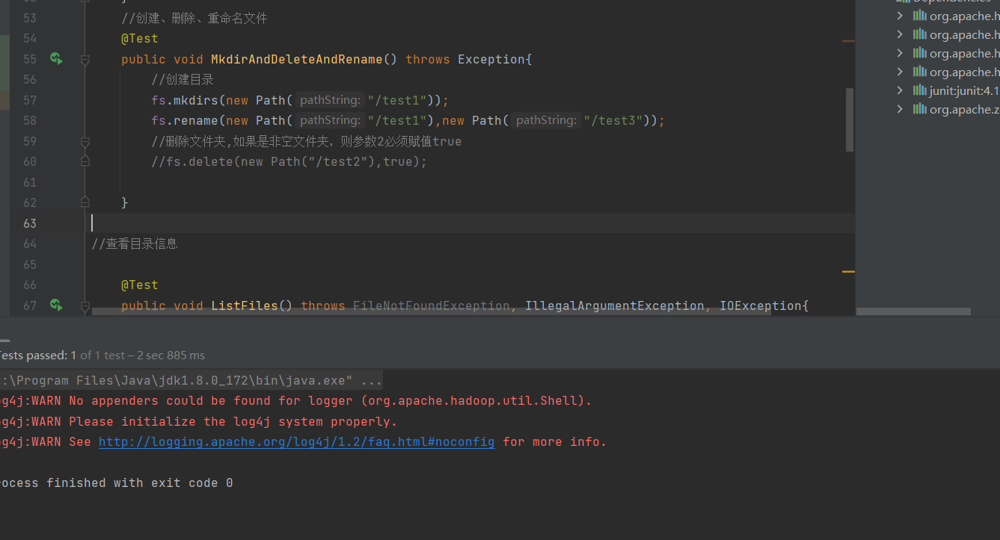 53 //创建、删除、重命名文件
54 @Test
55 public void MkdirAndDeleteAndRename() throws Exception{
56 //创建目录
57 fs.mkdirs(new Path( pathString: "/test1"));
58 fs.rename(new Path( pathString: "/test1"),new Path( pathString: "/test3"));
59 //删除文件夹,如果是非空文件夹，则参数2必须赋值true
60 //fs.delete(new Path("/test2"),true);
61
62 }
63
64 //查看目录信息
65
66 @Test
67 public void ListFiles() throws FileNotFoundException, IllegalArgumentException, IOException{
org.apache.h
org.apache.h
org.apache.h
org.apache.h
junit:junit:4.1
org.apache.z
ests passed: 1 of 1 test – 2 sec 885 ms
:\Program Files\Java\jdk1.8.0_172\bin\java.exe" ...
og4j:WARN No appenders could be found for logger (org.apache.hadoop.util.Shell).
og4j:WARN Please initialize the log4j system properly.
og4j:WARN See http://logging.apache.org/log4j/1.2/faq.html#noconfig for more info.
rocess finished with exit code 0